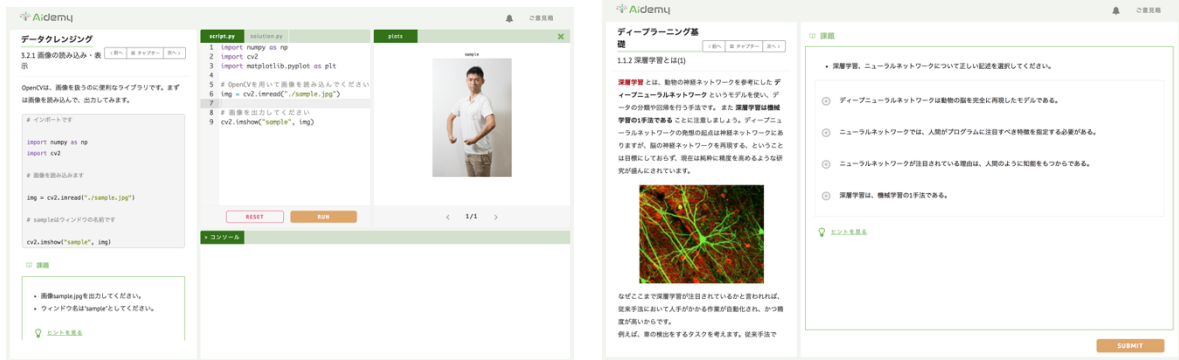 Aidemy
ご意見箱
データクレンジング
3.2.1 画像の読み込み・表示
< 前へ
チャプター
次へ >
OpenCVは、画像を扱うのに便利なライブラリです。まず
は画像を読み込んで、出力してみます。
# インポートです
import numpy as np
import cv2
# 画像を読み込みます
img = cv2.imread("./sample.jpg")
# sampleはウィンドウの名前です
cv2.imshow("sample", img)
課題
画像sample.jpgを出力してください。
ウィンドウ名は"sample"としてください。
ヒントを見る
script.py
solution.py
1 import numpy as np
2 import cv2
3 import matplotlib.pyplot as plt
4
5 # OpenCVを用いて画像を読み込んでください
6 img = cv2.imread("./sample.jpg")
7
8 # 画像を出力してください
9 cv2.imshow("sample", img)
RESET
RUN
plots
sample
< 1/1 >
> コンソール
Aidemy
ご意見箱
ディープラーニング基
礎
< 前へ
チャプター
次へ >
1.1.2 深層学習とは(1)
深層学習 とは、動物の神経ネットワークを参考にした デ
ィープニューラルネットワーク というモデルを使い、デ
ータの分類や回帰を行う手法です。 また 深層学習は機械
学習の1手法である ことに注意しましょう。ディープニュ
ーラルネットワークの発想の起点は神経ネットワークにあ
りますが、脳の神経ネットワークを再現する、ということ
は目標にしておらず、現在は純粋に精度を高めるような研
究が盛んにされています。
なぜここまで深層学習が注目されているかと言われれば、
従来手法において人手がかかる作業が自動化され、かつ精
度が高いからです。
例えば、車の検出をするタスクを考えます。従来手法で
課題
深層学習、ニューラルネットワークについて正しい記述を選択してください。
ディープニューラルネットワークは動物の脳を完全に再現したモデルである。
ニューラルネットワークでは、人間がプログラムに注目すべき特徴を指定する必要がある。
ニューラルネットワークが注目されている理由は、人間のように知能をもつからである。
深層学習は、機械学習の1手法である。
ヒントを見る
SUBMIT